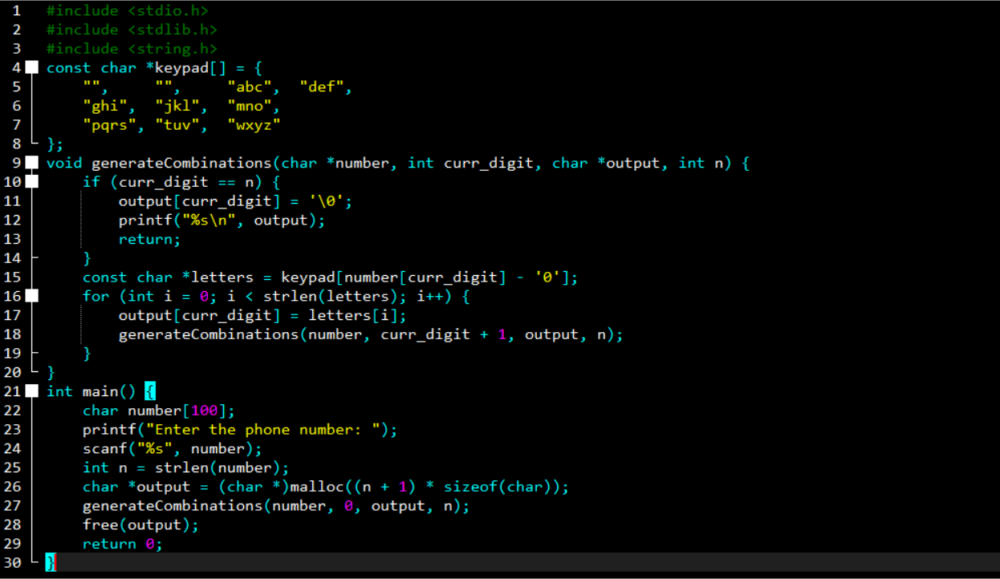 1 #include <stdio.h>
2 #include <stdlib.h>
3 #include <string.h>
4 const char *keypad[] = {
5     "",     "",     "abc",  "def",
6     "ghi",  "jkl",  "mno",
7     "pqrs", "tuv",  "wxyz"
8 };
9 void generateCombinations(char *number, int curr_digit, char *output, int n) {
10     if (curr_digit == n) {
11         output[curr_digit] = '\0';
12         printf("%s\n", output);
13         return;
14     }
15     const char *letters = keypad[number[curr_digit] - '0'];
16     for (int i = 0; i < strlen(letters); i++) {
17         output[curr_digit] = letters[i];
18         generateCombinations(number, curr_digit + 1, output, n);
19     }
20 }
21 int main() {
22     char number[100];
23     printf("Enter the phone number: ");
24     scanf("%s", number);
25     int n = strlen(number);
26     char *output = (char *)malloc((n + 1) * sizeof(char));
27     generateCombinations(number, 0, output, n);
28     free(output);
29     return 0;
30 }